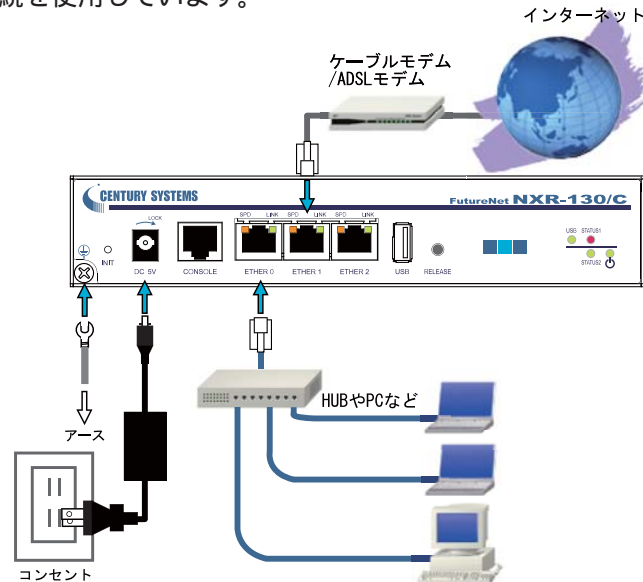 続を使用しています。
インターネット
ケーブルモデム
/ADSLモデム
CENTURY SYSTEMS
FutureNet NXR-130/C
LOCK
SPD LINK SPD LINK SPD LINK
USB STATUS1
INIT
DC 5V
CONSOLE
ETHER 0
ETHER 1
ETHER 2
USB
RELEASE
STATUS2
HUBやPCなど
アース
コンセント